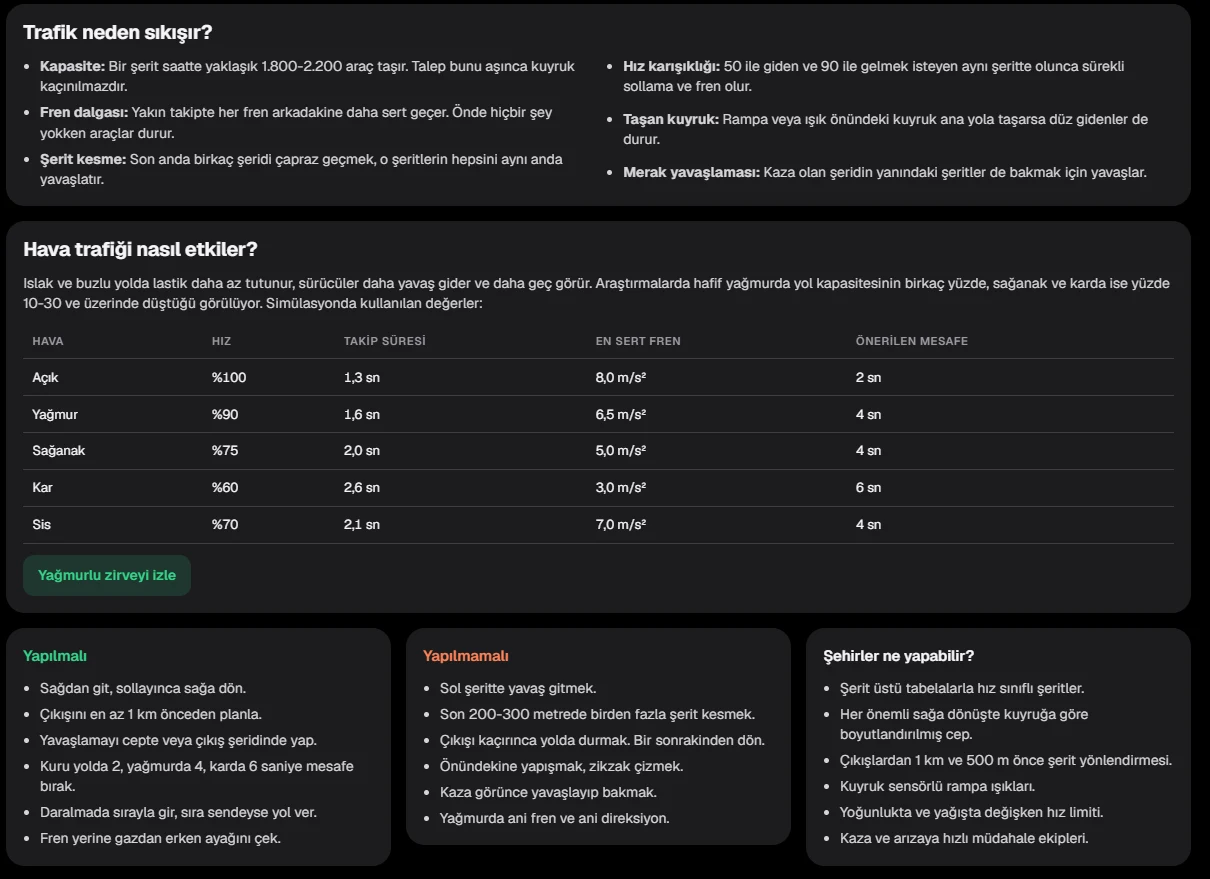 Trafik neden sıkışır?
Kapasite: Bir şerit saatte yaklaşık 1.800-2.200 araç taşır. Talep bunu aşınca kuyruk
kaçınılmazdır.
Fren dalgası: Yakın takipte her fren arkadakine daha sert geçer. Önde hiçbir şey
yokken araçlar durur.
Şerit kesme: Son anda birkaç şeridi çapraz geçmek, o şeritlerin hepsini aynı anda
yavaşlatır.
Hız karışıklığı: 50 ile giden ve 90 ile gelmek isteyen aynı şeritte olunca sürekli
sollama ve fren olur.
Taşan kuyruk: Rampa veya ışık önündeki kuyruk ana yola taşarsa düz gidenler de
durur.
Merak yavaşlaması: Kaza olan şeridin yanındaki şeritler de bakmak için yavaşlar.
Hava trafiği nasıl etkiler?
Islak ve buzlu yolda lastik daha az tutunur, sürücüler daha yavaş gider ve daha geç görür. Araştırmalarda hafif yağmurda yol kapasitesinin birkaç yüzde, sağanak ve karda ise yüzde
10-30 ve üzerinde düştüğü görülüyor. Simülasyonda kullanılan değerler:
HAVA HIZ TAKİP SÜRESİ EN SERT FREN ÖNERİLEN MESAFE
Açık %100 1,3 sn 8,0 m/s² 2 sn
Yağmur %90 1,6 sn 6,5 m/s² 4 sn
Sağanak %75 2,0 sn 5,0 m/s² 4 sn
Kar %60 2,6 sn 3,0 m/s² 6 sn
Sis %70 2,1 sn 7,0 m/s² 4 sn
Yağmurlu zirveyi izle
Yapılmalı
Sağdan git, sollayınca sağa dön.
Çıkışını en az 1 km önceden planla.
Yavaşlamayı cepte veya çıkış şeridinde yap.
Kuru yolda 2, yağmurda 4, karda 6 saniye mesafe
bırak.
Daralmada sırayla gir, sıra sendeyse yol ver.
Fren yerine gazdan erken ayağını çek.
Yapılmamalı
Sol şeritte yavaş gitmek.
Son 200-300 metrede birden fazla şerit kesmek.
Çıkışı kaçırınca yolda durmak. Bir sonrakinden dön.
Önündekine yapışmak, zikzak çizmek.
Kaza görünce yavaşlayıp bakmak.
Yağmurda ani fren ve ani direksiyon.
Şehirler ne yapabilir?
Şerit üstü tabelalarla hız sınıflı şeritler.
Her önemli sağa dönüşte kuyruğa göre
boyutlandırılmış cep.
Çıkışlardan 1 km ve 500 m önce şerit yönlendirmesi.
Kuyruk sensörlü rampa ışıkları.
Yoğunlukta ve yağışta değişken hız limiti.
Kaza ve arızaya hızlı müdahale ekipleri.